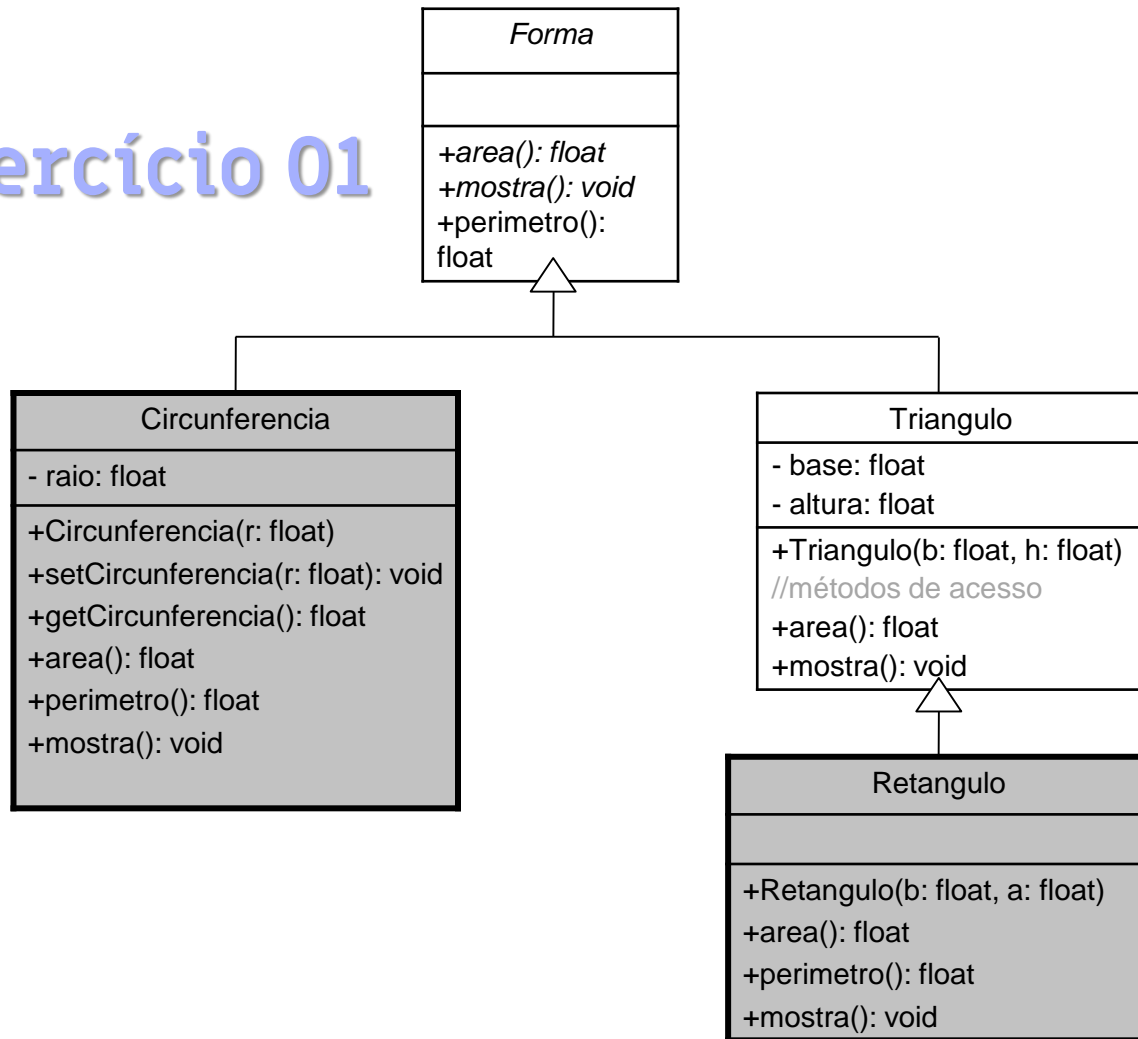 Forma
ercício 01
+area(): float
+mostra(): void
+perimetro():
float
Circunferencia
- raio: float
+Circunferencia(r: float)
+setCircunferencia(r: float): void
+getCircunferencia(): float
+area(): float
+perimetro(): float
+mostra(): void
Triangulo
- base: float
- altura: float
+Triangulo(b: float, h: float)
//métodos de acesso
+area(): float
+mostra(): void
Retangulo
+Retangulo(b: float, a: float)
+area(): float
+perimetro(): float
+mostra(): void